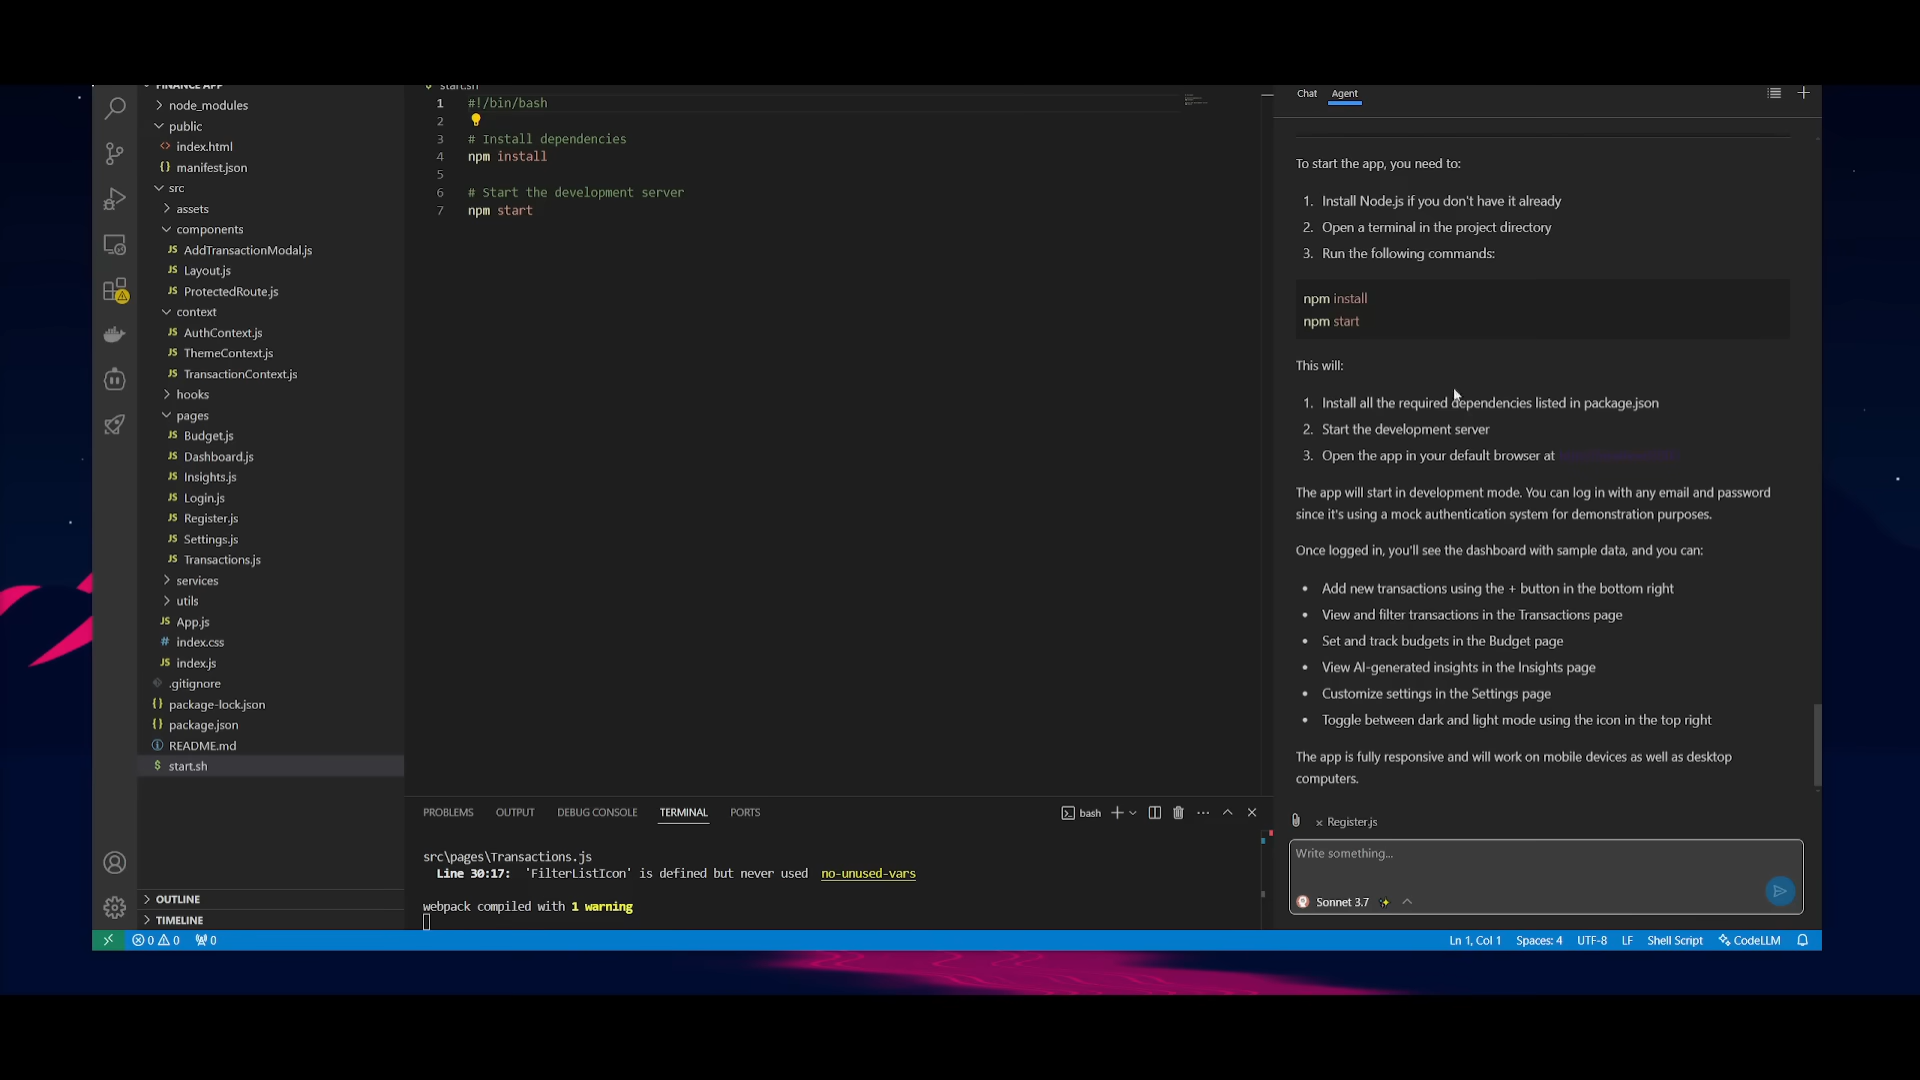 FINANCE APP
node_modules
public
index.html
manifest.json
src
assets
components
AddTransactionModal.js
Layout.js
ProtectedRoute.js
context
AuthContext.js
ThemeContext.js
TransactionContext.js
hooks
pages
Budget.js
Dashboard.js
Insights.js
Login.js
Register.js
Settings.js
Transactions.js
services
utils
App.js
index.css
index.js
.gitignore
package-lock.json
package.json
README.md
start.sh
OUTLINE
TIMELINE
start.sh
1 #!/bin/bash
2
3 # Install dependencies
4 npm install
5
6 # Start the development server
7 npm start
PROBLEMS OUTPUT DEBUG CONSOLE TERMINAL PORTS
bash
src\pages\Transactions.js
Line 30:17: 'FilterListIcon' is defined but never used no-unused-vars
webpack compiled with 1 warning
Chat Agent
To start the app, you need to:
1. Install Node.js if you don't have it already
2. Open a terminal in the project directory
3. Run the following commands:
npm install
npm start
This will:
1. Install all the required dependencies listed in package.json
2. Start the development server
3. Open the app in your default browser at
The app will start in development mode. You can log in with any email and password
since it's using a mock authentication system for demonstration purposes.
Once logged in, you'll see the dashboard with sample data, and you can:
• Add new transactions using the + button in the bottom right
• View and filter transactions in the Transactions page
• Set and track budgets in the Budget page
• View AI-generated insights in the Insights page
• Customize settings in the Settings page
• Toggle between dark and light mode using the icon in the top right
The app is fully responsive and will work on mobile devices as well as desktop
computers.
× Register.js
Write something...
Sonnet 3.7
0 0 0
Ln 1, Col 1 Spaces: 4 UTF-8 LF Shell Script CodeLLM